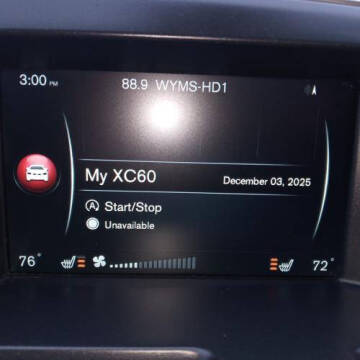 3:00 PM
88.9 WYMS-HD1
My XC60
December 03, 2025
A Start/Stop
Unavailable
76°
72°